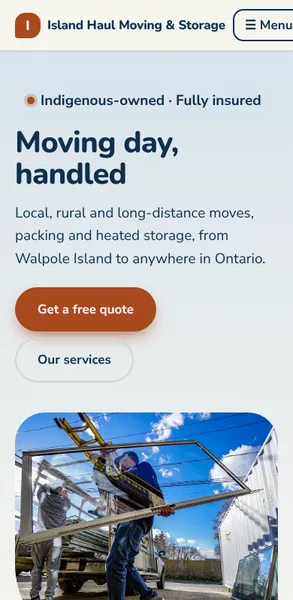 I Island Haul Moving & Storage ☰ Menu
Indigenous-owned · Fully insured
Moving day,
handled
Local, rural and long-distance moves,
packing and heated storage, from
Walpole Island to anywhere in Ontario.
Get a free quote
Our services